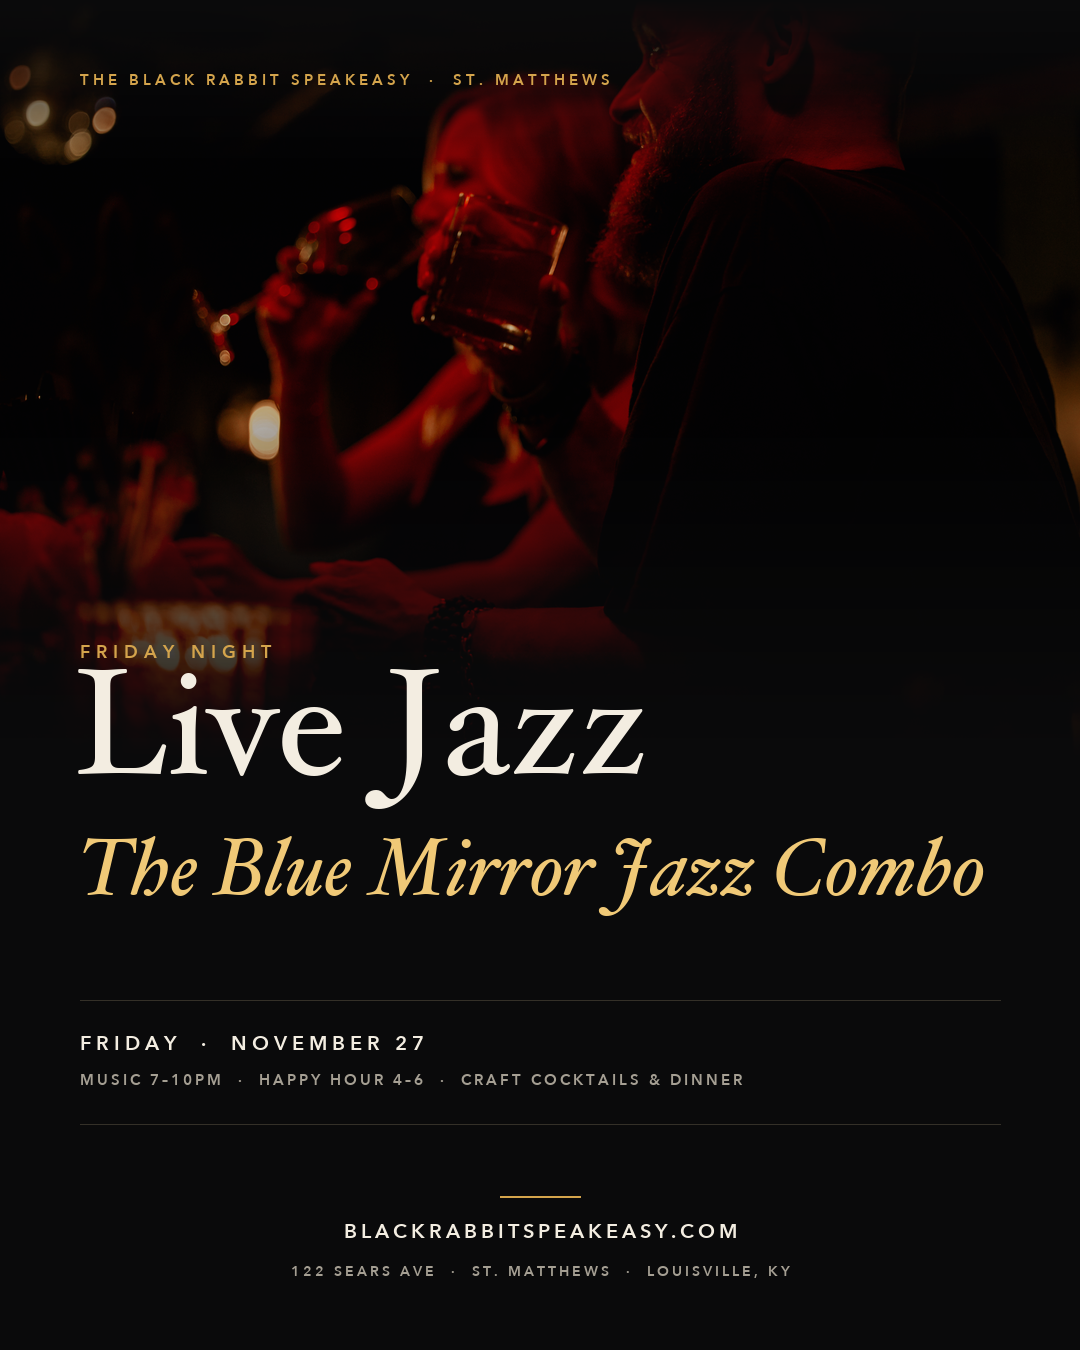 THE BLACK RABBIT SPEAKEASY · ST. MATTHEWS
FRIDAY NIGHT
Live Jazz
The Blue Mirror Jazz Combo
FRIDAY · NOVEMBER 27
MUSIC 7–10PM · HAPPY HOUR 4–6 · CRAFT COCKTAILS & DINNER
BLACKRABBITSPEAKEASY.COM
122 SEARS AVE · ST. MATTHEWS · LOUISVILLE, KY